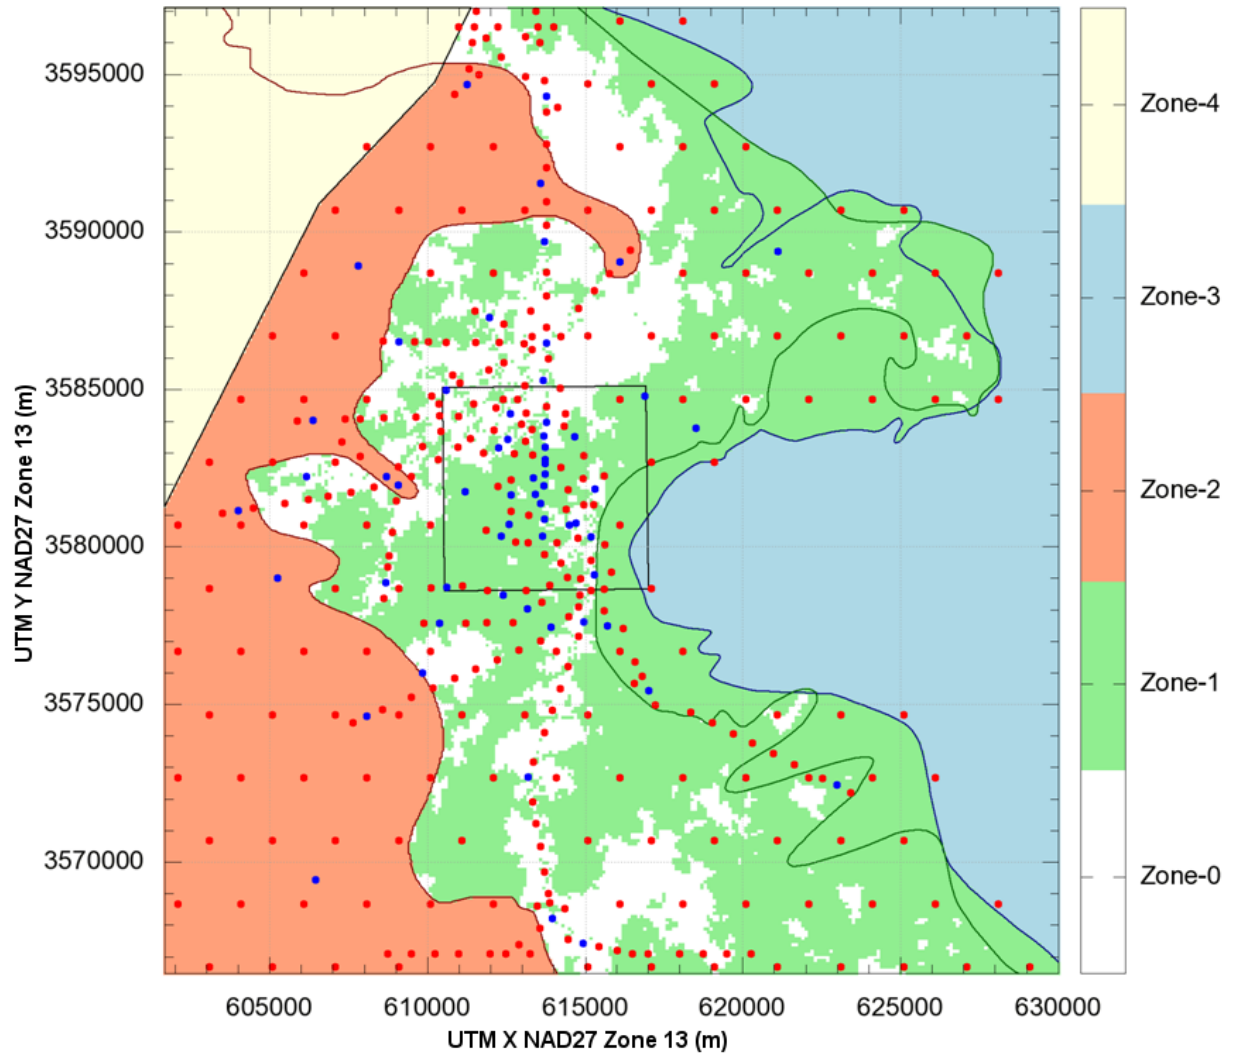 3595000
3590000
3585000
3580000
3575000
3570000
UTM Y NAD27 Zone 13 (m)
605000 610000 615000 620000 625000 630000
UTM X NAD27 Zone 13 (m)
Zone-4
Zone-3
Zone-2
Zone-1
Zone-0